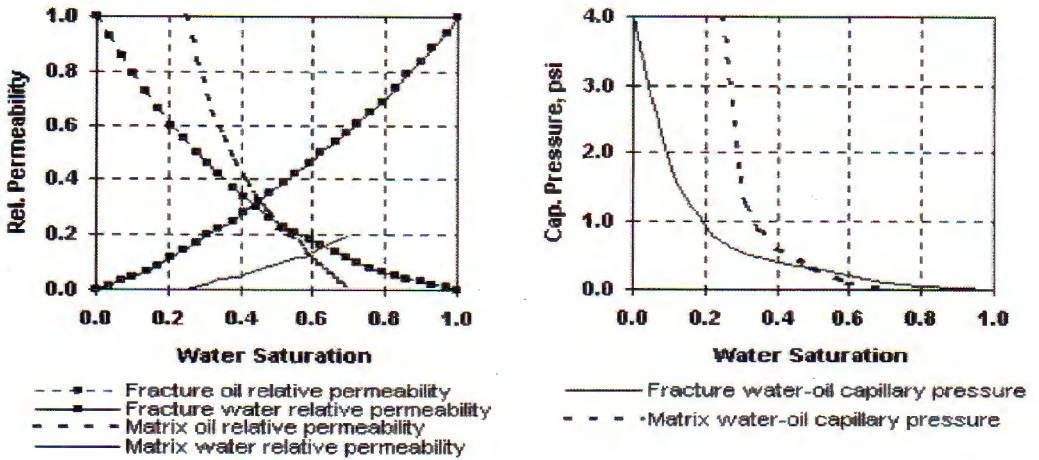 Rel. Permeability
1.0
0.8
0.6
0.4
0.2
0.0
0.0 0.2 0.4 0.6 0.8 1.0
Water Saturation
Fracture oil relative permeability
Fracture water relative permeability
Matrix oil relative permeability
Matrix water relative permeability
Cap. Pressure, psi
4.0
3.0
2.0
1.0
0.0
0.0 0.2 0.4 0.6 0.8 1.0
Water Saturation
Fracture water-oil capillary pressure
Matrix water-oil capillary pressure